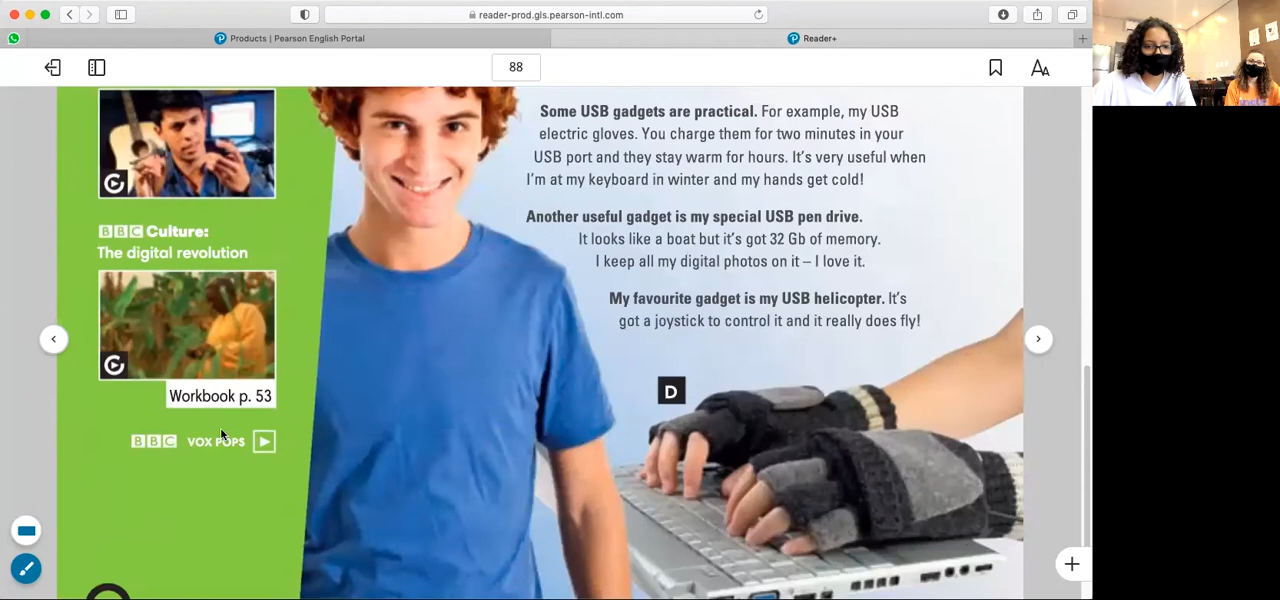 reader-prod.gls.pearson-intl.com
Products | Pearson English Portal
Reader+
88
AA
BBC Culture:
The digital revolution
Workbook p. 53
BBC VOX POPS
Some USB gadgets are practical. For example, my USB
electric gloves. You charge them for two minutes in your
USB port and they stay warm for hours. It's very useful when
I'm at my keyboard in winter and my hands get cold!
Another useful gadget is my special USB pen drive.
It looks like a boat but it's got 32 Gb of memory.
I keep all my digital photos on it – I love it.
My favourite gadget is my USB helicopter. It's
got a joystick to control it and it really does fly!
D